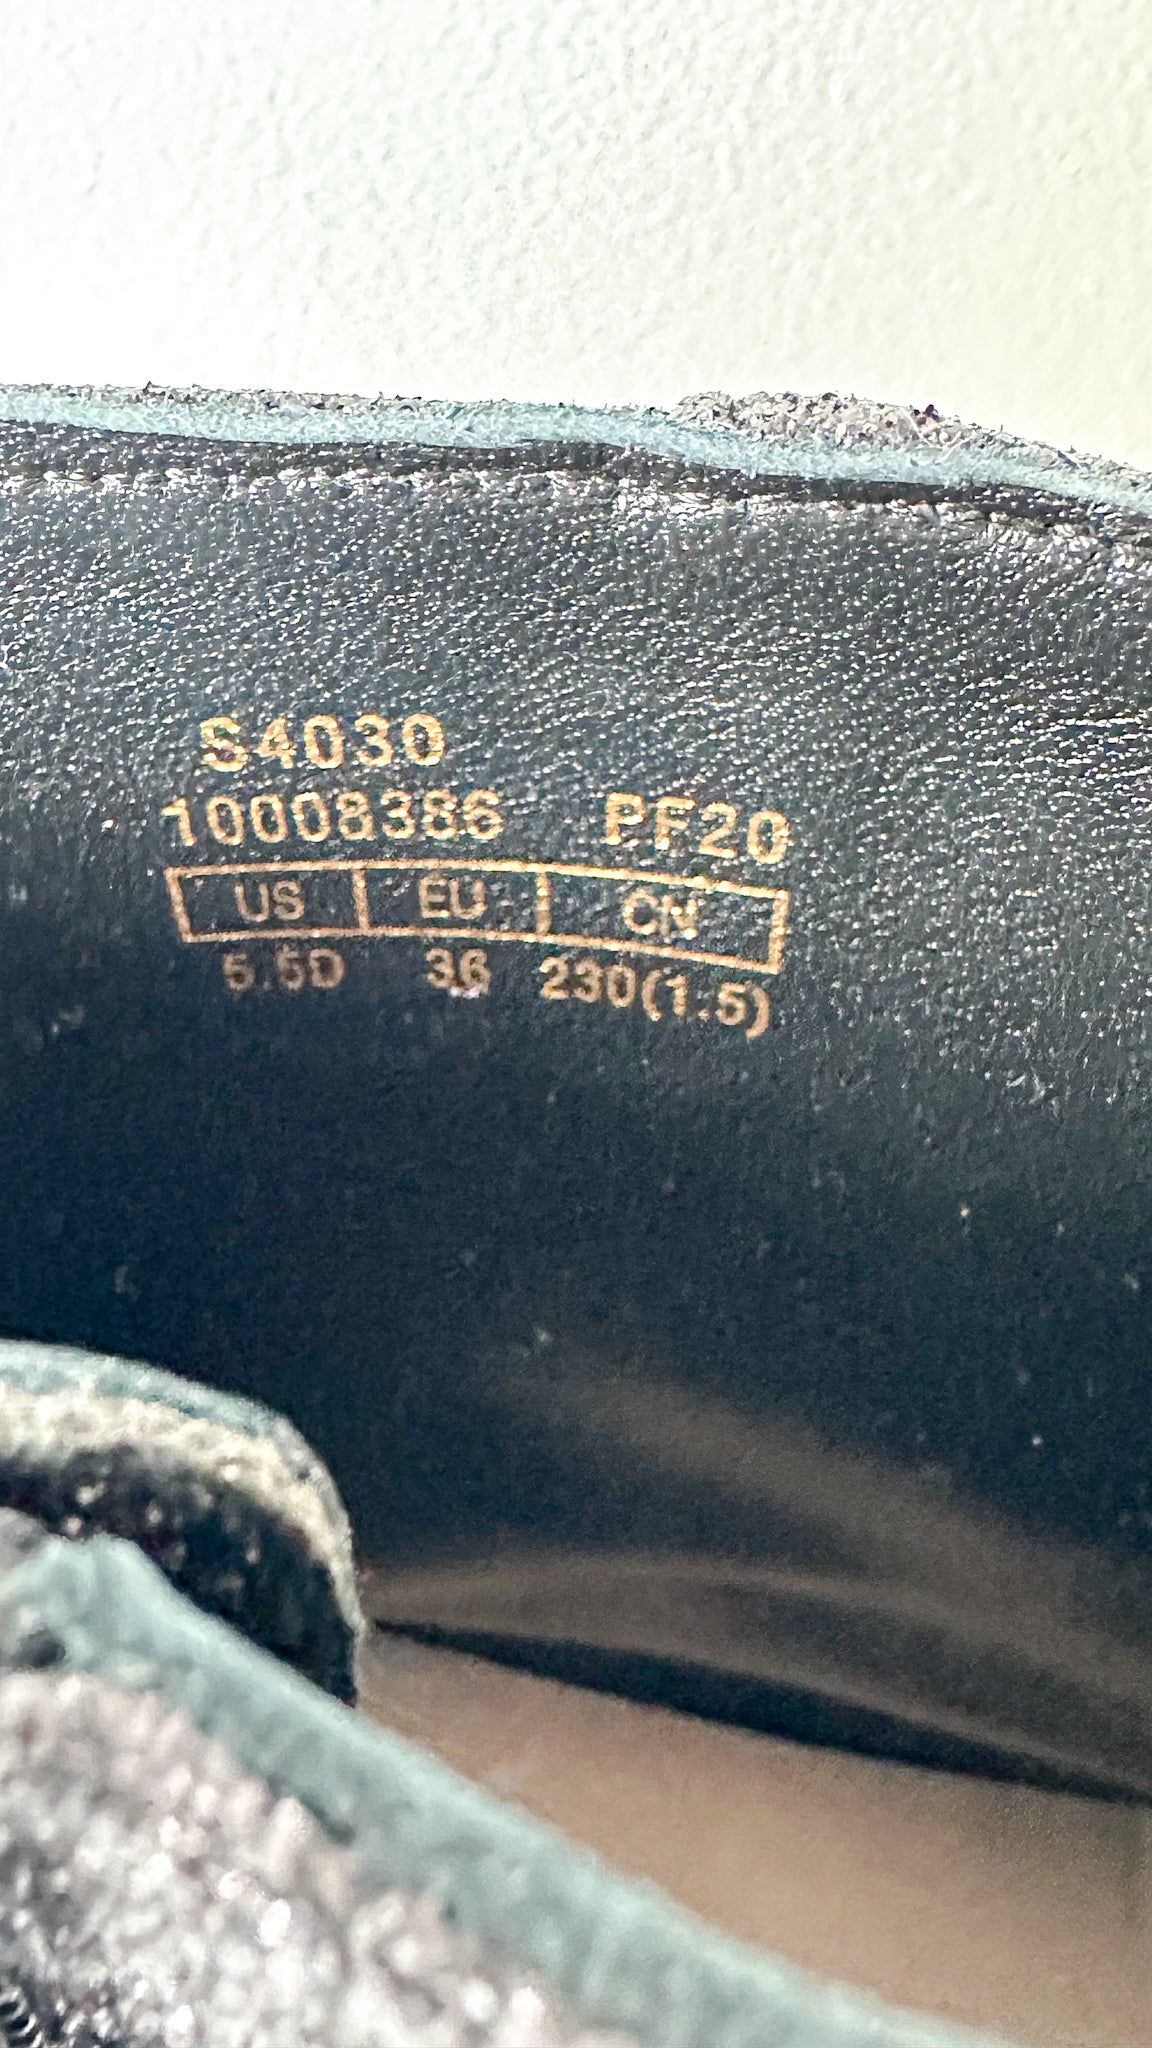 S4030
10008386 PF20
US EU CN
5.5D 36 230(1.5)